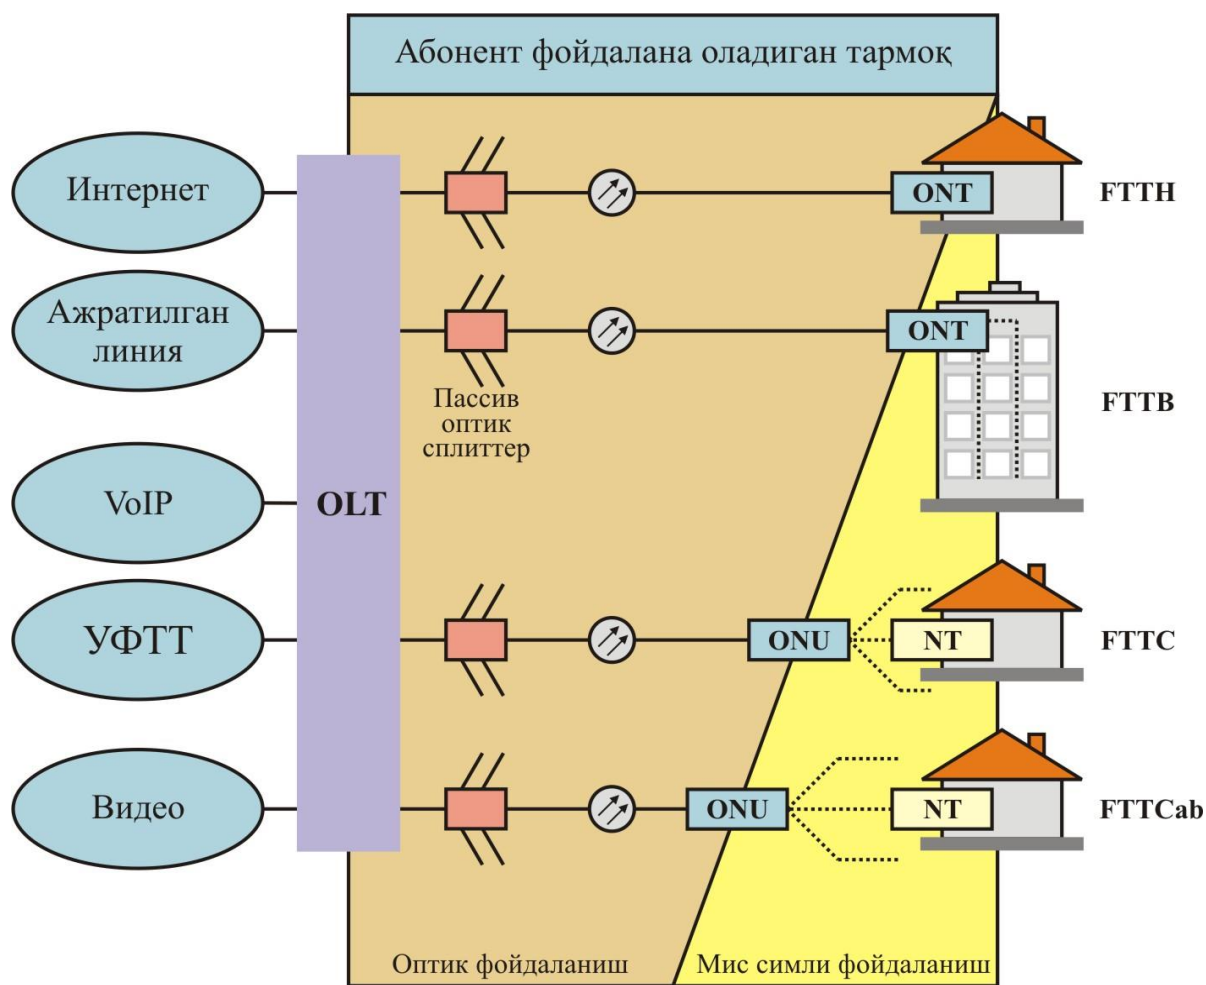 Абонент фойдалана оладиган тармоқ
Интернет
ONT
FTTH
Ажратилган
линия
ONT
Пассив
оптик
сплиттер
FTTB
VoIP
OLT
УФТТ
ONU
NT
FTTC
Видео
ONU
NT
FTTCab
Оптик фойдаланиш
Мис симли фойдаланиш